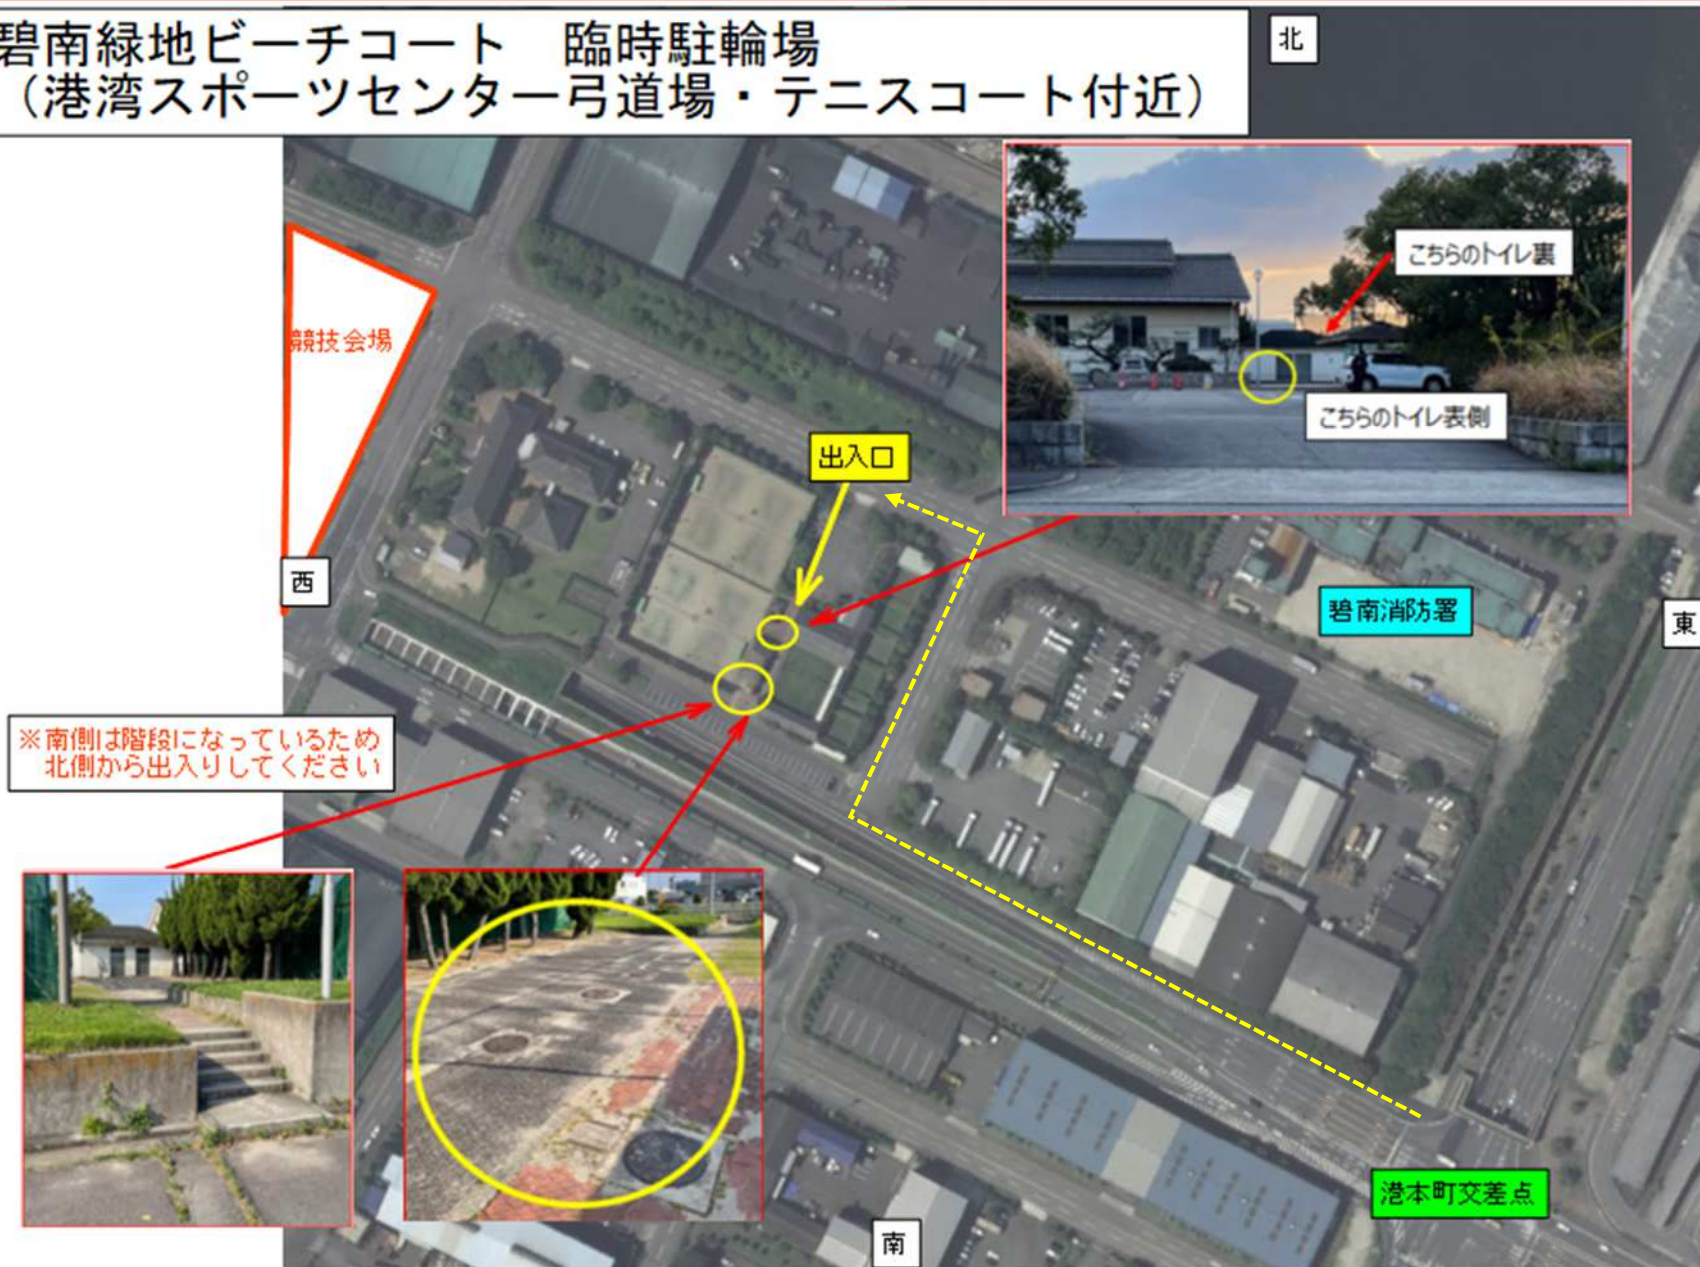 碧南緑地ビーチコート　臨時駐輪場
（港湾スポーツセンター弓道場・テニスコート付近）
北
こちらのトイレ裏
こちらのトイレ表側
競技会場
出入口
西
碧南消防署
東
※南側は階段になっているため
北側から出入りしてください
港本町交差点
南